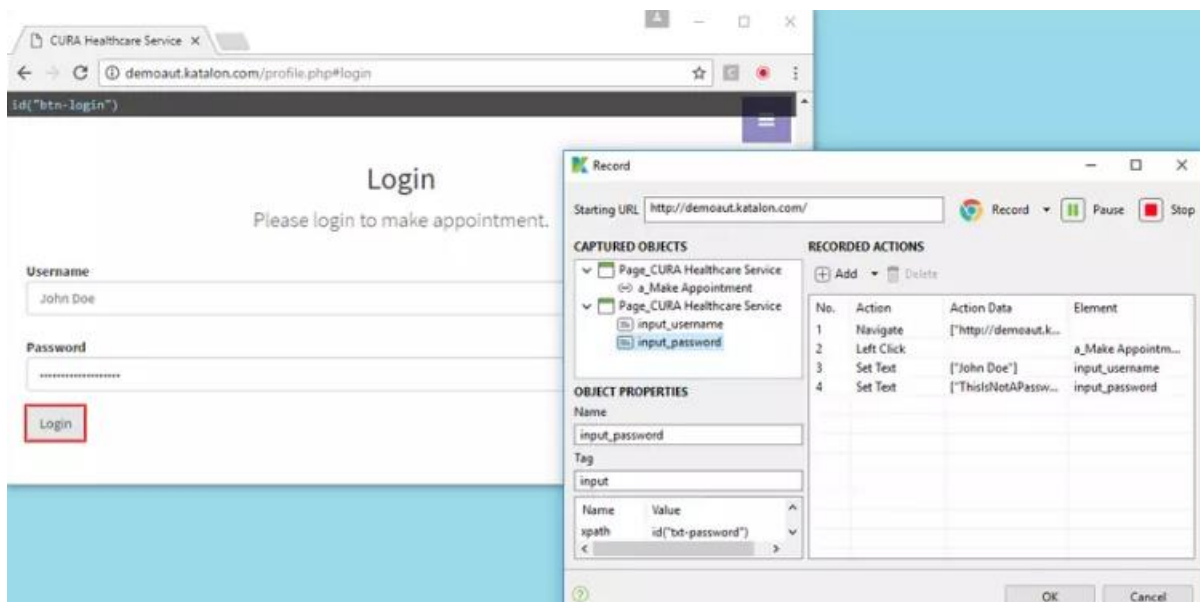 CURA Healthcare Service
demoaut.katalon.com/profile.php#login
id("btn-login")
Login
Please login to make appointment.
Username
John Doe
Password
Login
Record
Starting URL http://demoaut.katalon.com/ Record Pause Stop
CAPTURED OBJECTS
Page_CURA Healthcare Service
a_Make Appointment
Page_CURA Healthcare Service
input_username
input_password
OBJECT PROPERTIES
Name
input_password
Tag
input
Name Value
xpath id("txt-password")
RECORDED ACTIONS
Add Delete
No. Action Action Data Element
1 Navigate ["http://demoaut.k...
2 Left Click a_Make Appointm...
3 Set Text ["John Doe"] input_username
4 Set Text ["ThisIsNotAPassw... input_password
OK Cancel